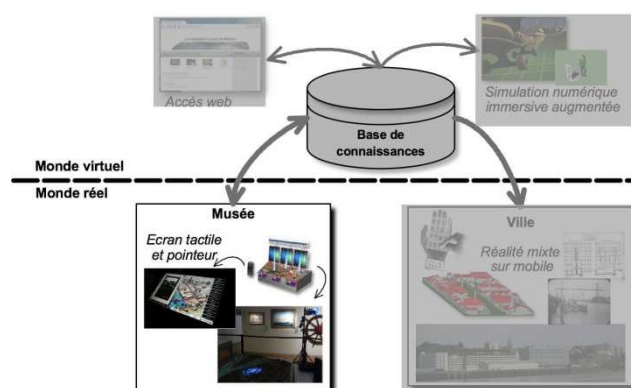 Accès web
Simulation numérique
immersive augmentée
Base de
connaissances
Monde virtuel
Monde réel
Musée
Ecran tactile
et pointeur
Ville
Réalité mixte
sur mobile